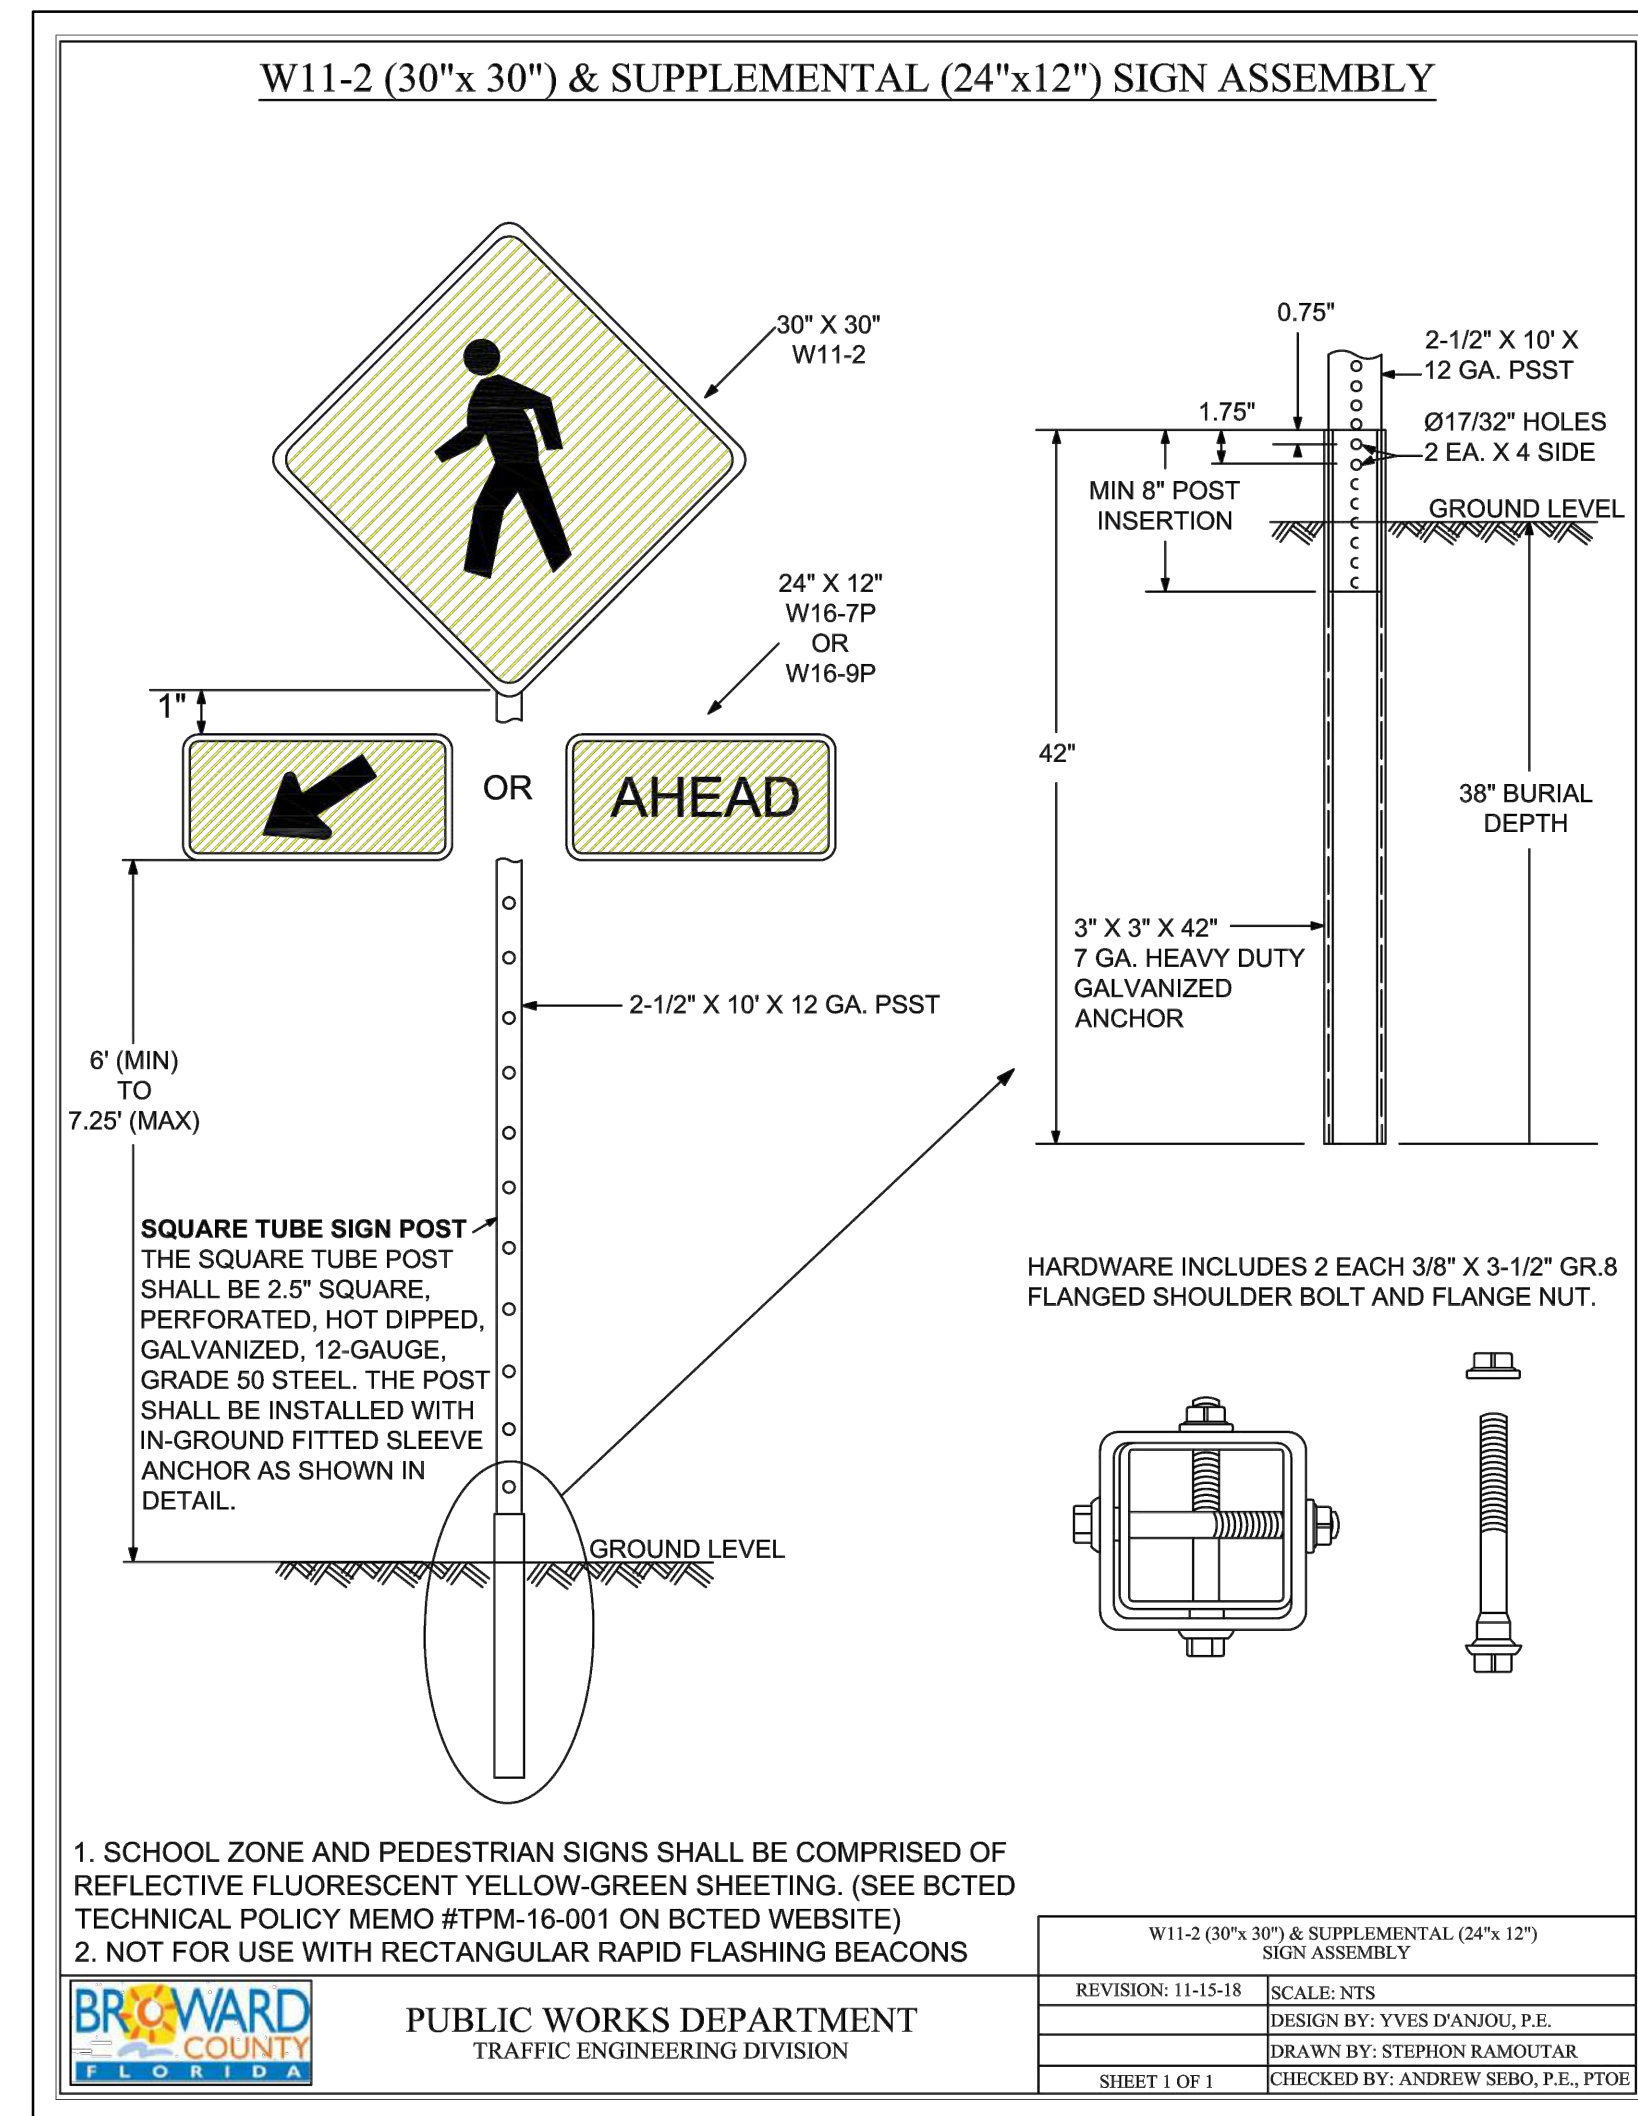 W11-2 (30"x 30") & SUPPLEMENTAL (24"x12") SIGN ASSEMBLY
30" X 30"
W11-2
24" X 12"
W16-7P
OR
W16-9P
1"
OR
AHEAD
2-1/2" X 10' X 12 GA. PSST
6' (MIN)
TO
7.25' (MAX)
SQUARE TUBE SIGN POST
THE SQUARE TUBE POST
SHALL BE 2.5" SQUARE,
PERFORATED, HOT DIPPED,
GALVANIZED, 12-GAUGE,
GRADE 50 STEEL. THE POST
SHALL BE INSTALLED WITH
IN-GROUND FITTED SLEEVE
ANCHOR AS SHOWN IN
DETAIL.
GROUND LEVEL
0.75"
2-1/2" X 10' X
12 GA. PSST
1.75"
Ø17/32" HOLES
2 EA. X 4 SIDE
MIN 8" POST
INSERTION
GROUND LEVEL
42"
38" BURIAL
DEPTH
3" X 3" X 42"
7 GA. HEAVY DUTY
GALVANIZED
ANCHOR
HARDWARE INCLUDES 2 EACH 3/8" X 3-1/2" GR.8
FLANGED SHOULDER BOLT AND FLANGE NUT.
1. SCHOOL ZONE AND PEDESTRIAN SIGNS SHALL BE COMPRISED OF
REFLECTIVE FLUORESCENT YELLOW-GREEN SHEETING. (SEE BCTED
TECHNICAL POLICY MEMO #TPM-16-001 ON BCTED WEBSITE)
2. NOT FOR USE WITH RECTANGULAR RAPID FLASHING BEACONS
BROWARD
COUNTY
FLORIDA
PUBLIC WORKS DEPARTMENT
TRAFFIC ENGINEERING DIVISION
W11-2 (30"x 30") & SUPPLEMENTAL (24"x 12")
SIGN ASSEMBLY
REVISION: 11-15-18
SCALE: NTS
DESIGN BY: YVES D'ANJOU, P.E.
DRAWN BY: STEPHON RAMOUTAR
SHEET 1 OF 1
CHECKED BY: ANDREW SEBO, P.E., PTOE